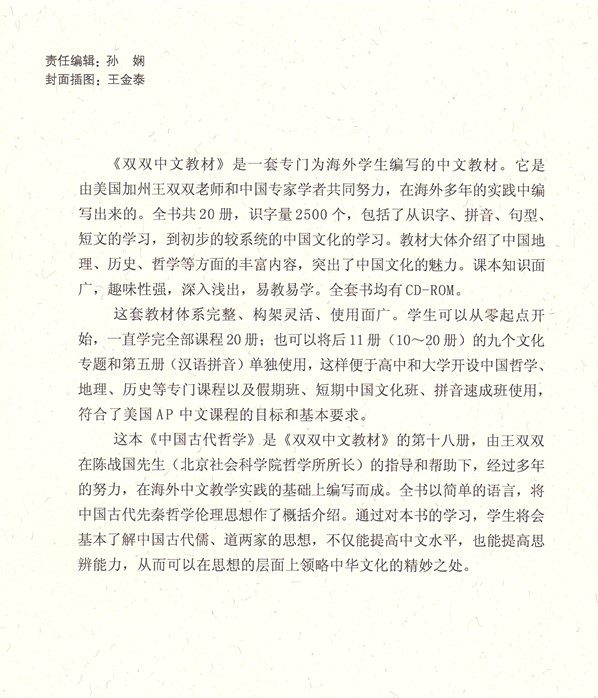 责任编辑：孙　娴
封面插图：王金泰
《双双中文教材》是一套专门为海外学生编写的中文教材。它是
由美国加州王双双老师和中国专家学者共同努力，在海外多年的实践中编
写出来的。全书共20册，识字量2500个，包括了从识字、拼音、句型、
短文的学习，到初步的较系统的中国文化的学习。教材大体介绍了中国地
理、历史、哲学等方面的丰富内容，突出了中国文化的魅力。课本知识面
广，趣味性强，深入浅出，易教易学。全套书均有CD-ROM。
这套教材体系完整、构架灵活、使用面广。学生可以从零起点开
始，一直学完全部课程20册；也可以将后11册（10～20册）的九个文化
专题和第五册（汉语拼音）单独使用，这样便于高中和大学开设中国哲学、
地理、历史等专门课程以及假期班、短期中国文化班、拼音速成班使用，
符合了美国AP中文课程的目标和基本要求。
这本《中国古代哲学》是《双双中文教材》的第十八册，由王双双
在陈战国先生（北京社会科学院哲学所所长）的指导和帮助下，经过多年
的努力，在海外中文教学实践的基础上编写而成。全书以简单的语言，将
中国古代先秦哲学伦理思想作了概括介绍。通过对本书的学习，学生将会
基本了解中国古代儒、道两家的思想，不仅能提高中文水平，也能提高思
辨能力，从而可以在思想的层面上领略中华文化的精妙之处。